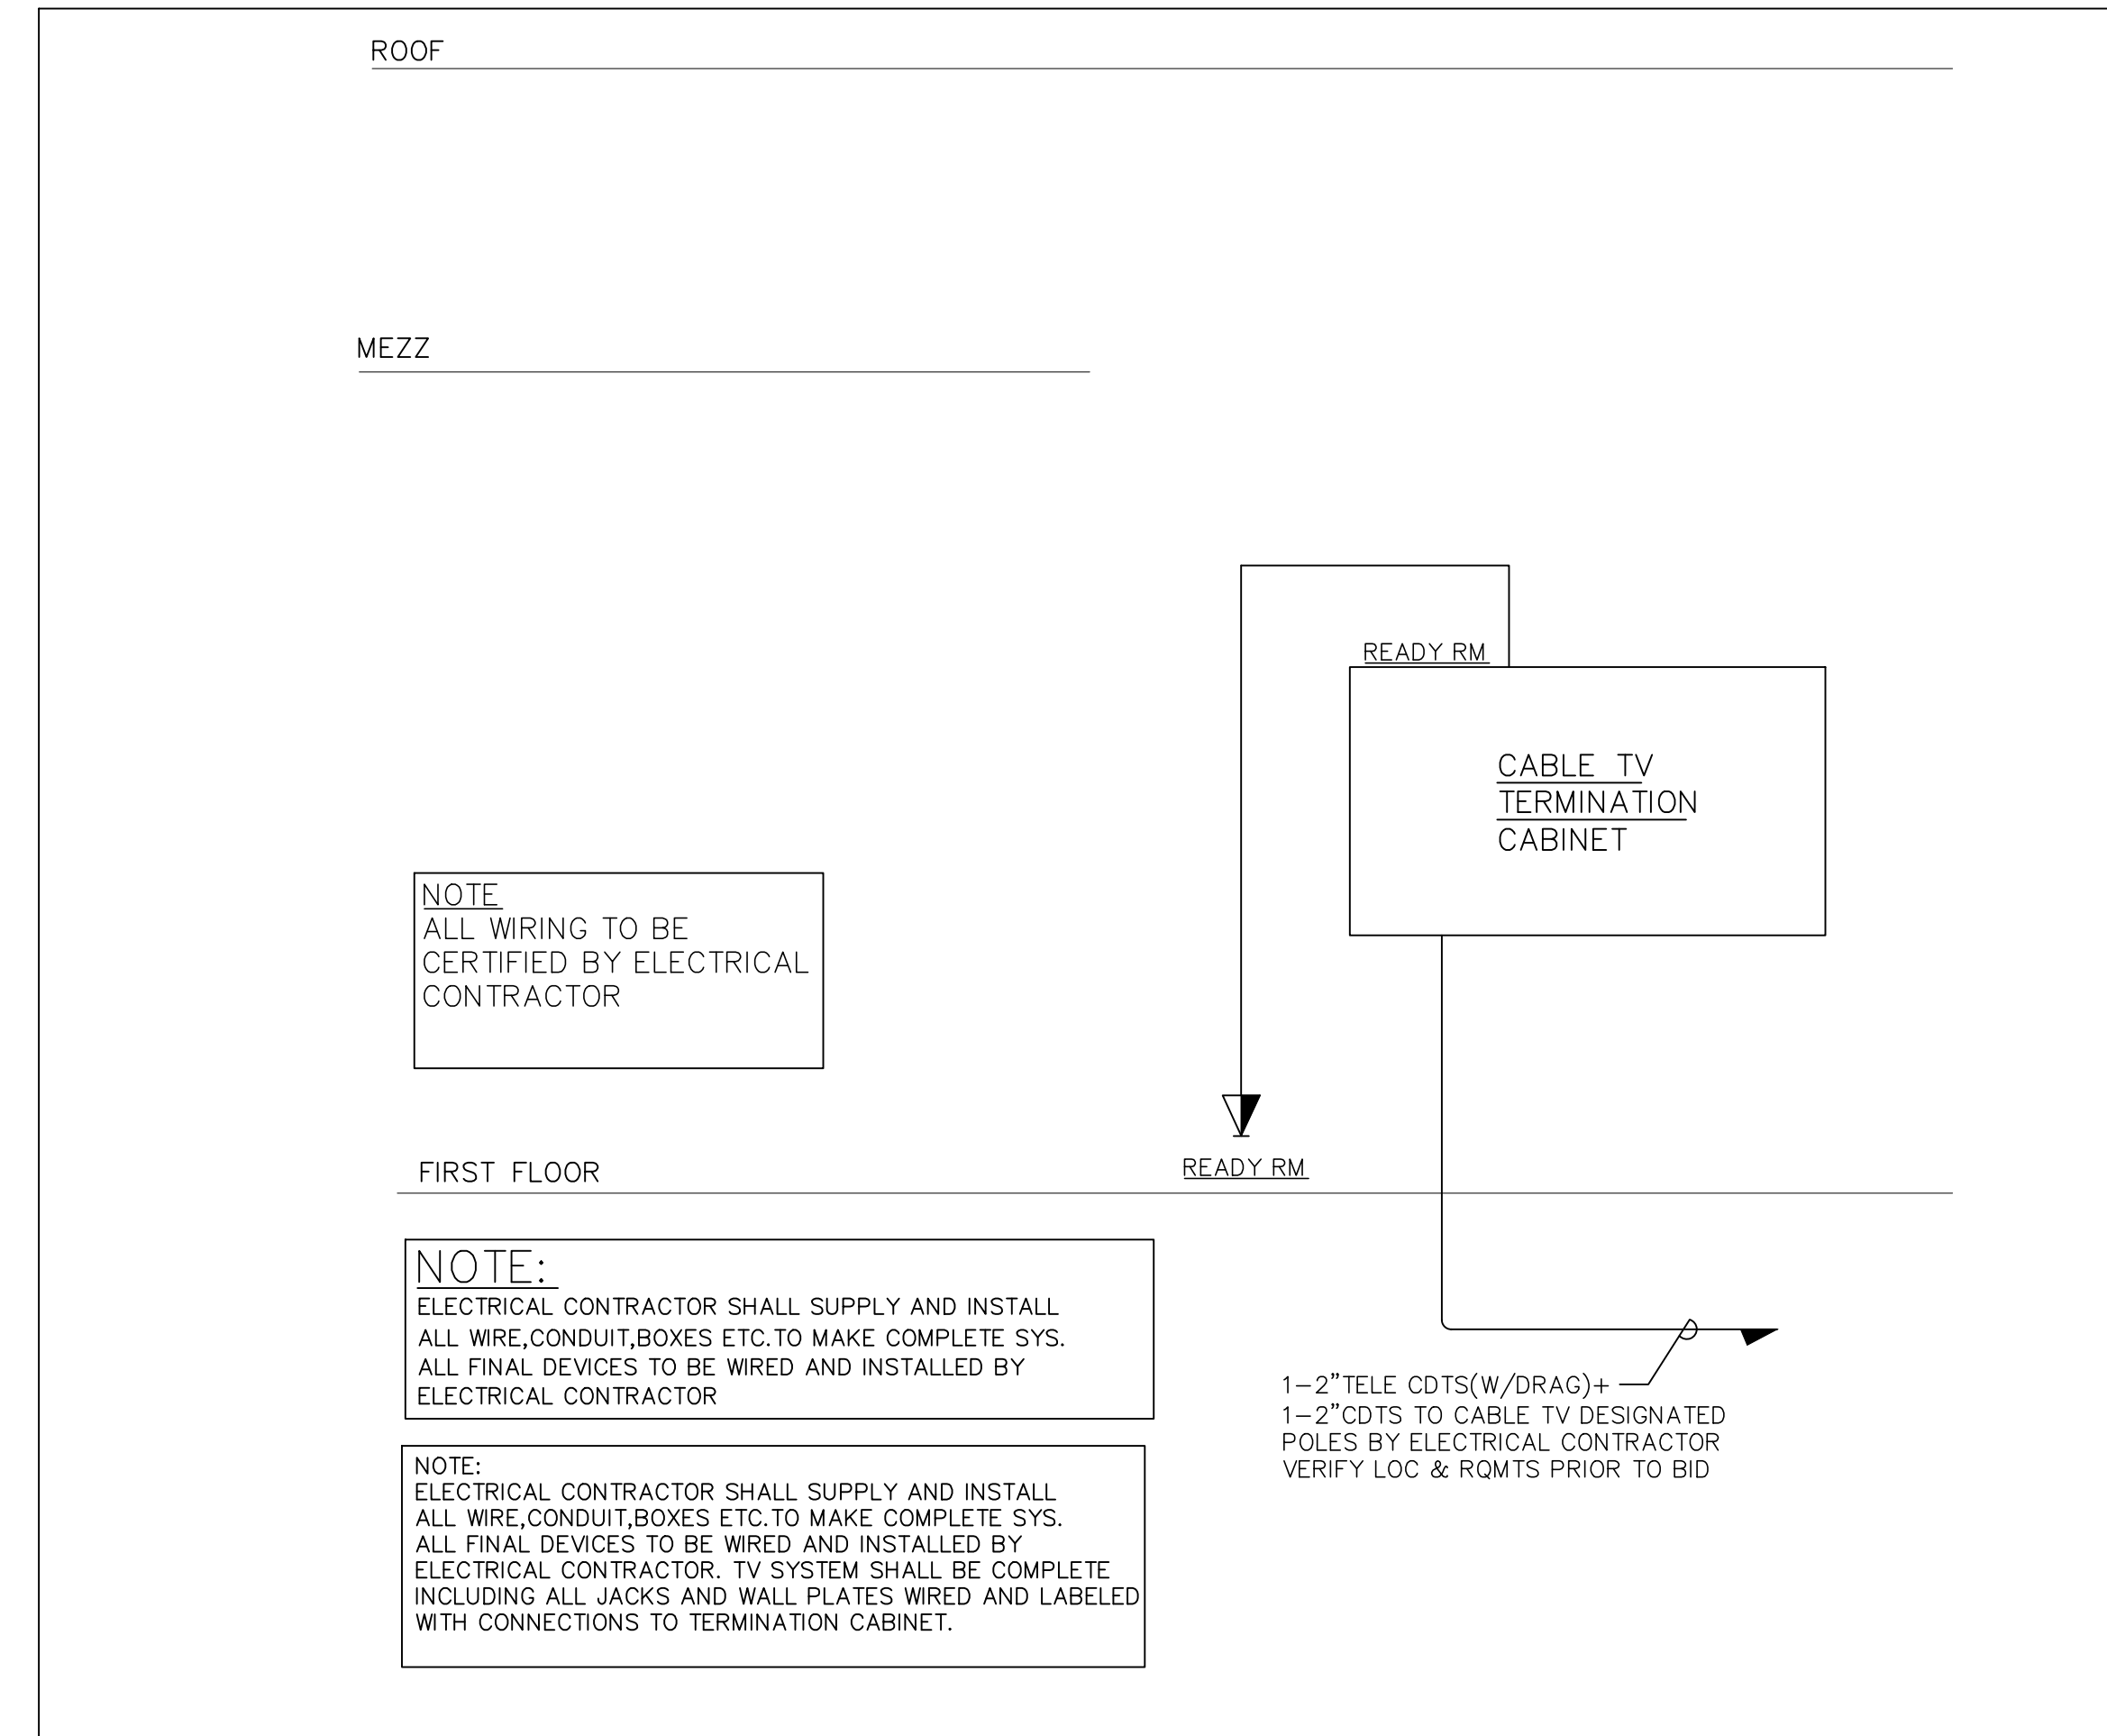 ROOF
MEZZ
READY RM
CABLE TV
TERMINATION
CABINET
NOTE
ALL WIRING TO BE
CERTIFIED BY ELECTRICAL
CONTRACTOR
READY RM
FIRST FLOOR
NOTE:
ELECTRICAL CONTRACTOR SHALL SUPPLY AND INSTALL
ALL WIRE,CONDUIT,BOXES ETC.TO MAKE COMPLETE SYS.
ALL FINAL DEVICES TO BE WIRED AND INSTALLED BY
ELECTRICAL CONTRACTOR
1-2"TELE CDTS(W/DRAG)+
1-2"CDTS TO CABLE TV DESIGNATED
POLES BY ELECTRICAL CONTRACTOR
VERIFY LOC & RQMTS PRIOR TO BID
NOTE:
ELECTRICAL CONTRACTOR SHALL SUPPLY AND INSTALL
ALL WIRE,CONDUIT,BOXES ETC.TO MAKE COMPLETE SYS.
ALL FINAL DEVICES TO BE WIRED AND INSTALLED BY
ELECTRICAL CONTRACTOR. TV SYSTEM SHALL BE COMPLETE
INCLUDING ALL JACKS AND WALL PLATES WIRED AND LABELED
WITH CONNECTIONS TO TERMINATION CABINET.